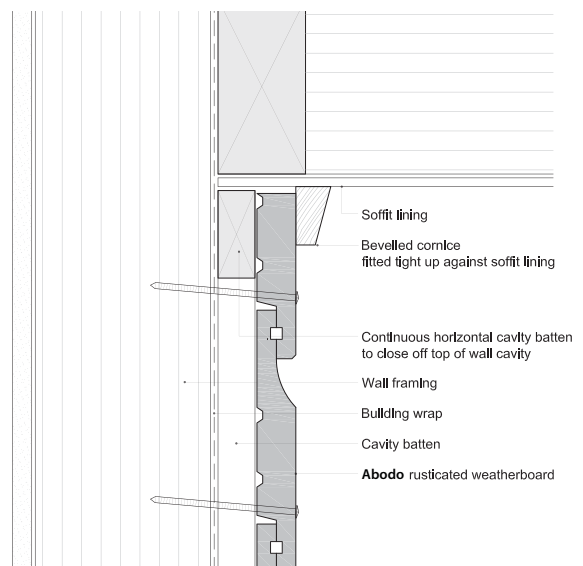 Soffit lining
Bevelled cornice
fitted tight up against soffit lining
Continuous horizontal cavity batten
to close off top of wall cavity
Wall framing
Building wrap
Cavity batten
Abodo rusticated weatherboard